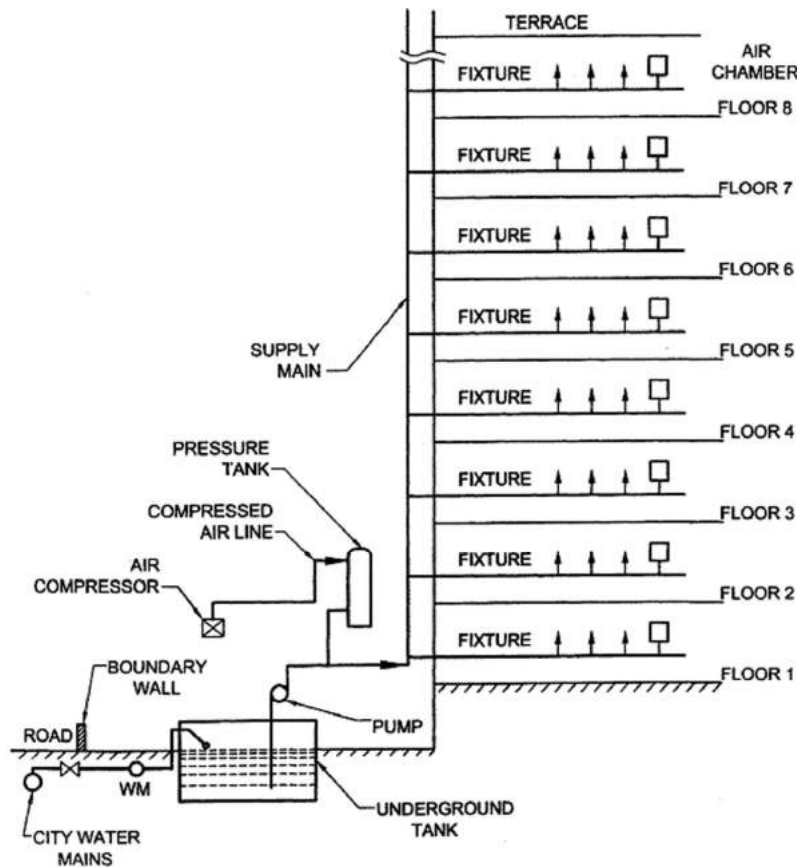 TERRACE
AIR
CHAMBER
FIXTURE
FLOOR 8
FIXTURE
FLOOR 7
FIXTURE
FLOOR 6
FIXTURE
FLOOR 5
SUPPLY
MAIN
FIXTURE
FLOOR 4
PRESSURE
TANK
FIXTURE
FLOOR 3
COMPRESSED
AIR LINE
AIR
COMPRESSOR
FIXTURE
FLOOR 2
FIXTURE
FLOOR 1
BOUNDARY
WALL
ROAD
PUMP
WM
UNDERGROUND
TANK
CITY WATER
MAINS